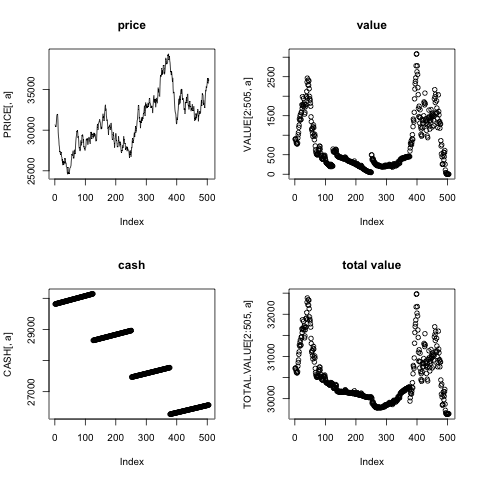 price
PRICE[, a]
25000 30000 35000
0 100 200 300 400 500
Index
value
VALUE[2:505, a]
0 500 1500 2500
0 100 200 300 400 500
Index
cash
CASH[, a]
27000 29000
0 100 200 300 400 500
Index
total value
TOTAL.VALUE[2:505, a]
30000 31000 32000
0 100 200 300 400 500
Index